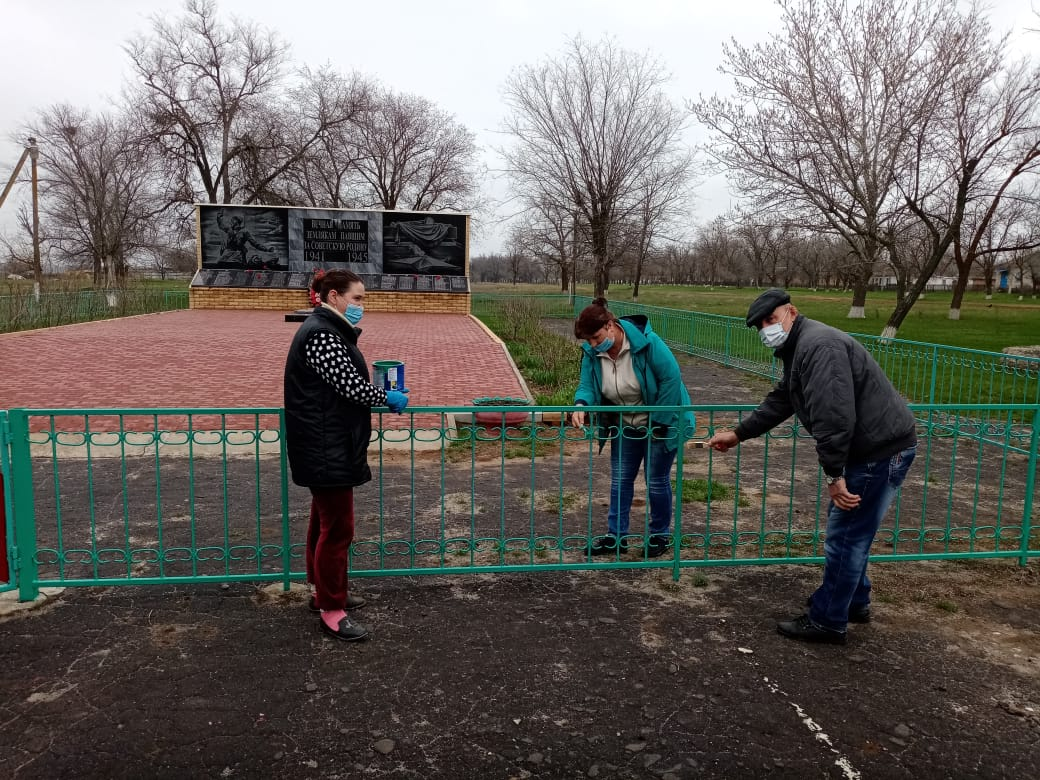 ВЕЧНАЯ ПАМЯТЬ
ЗЕМЛЯКАМ ПАВШИМ
ЗА СОВЕТСКУЮ РОДИНУ
1941 1945